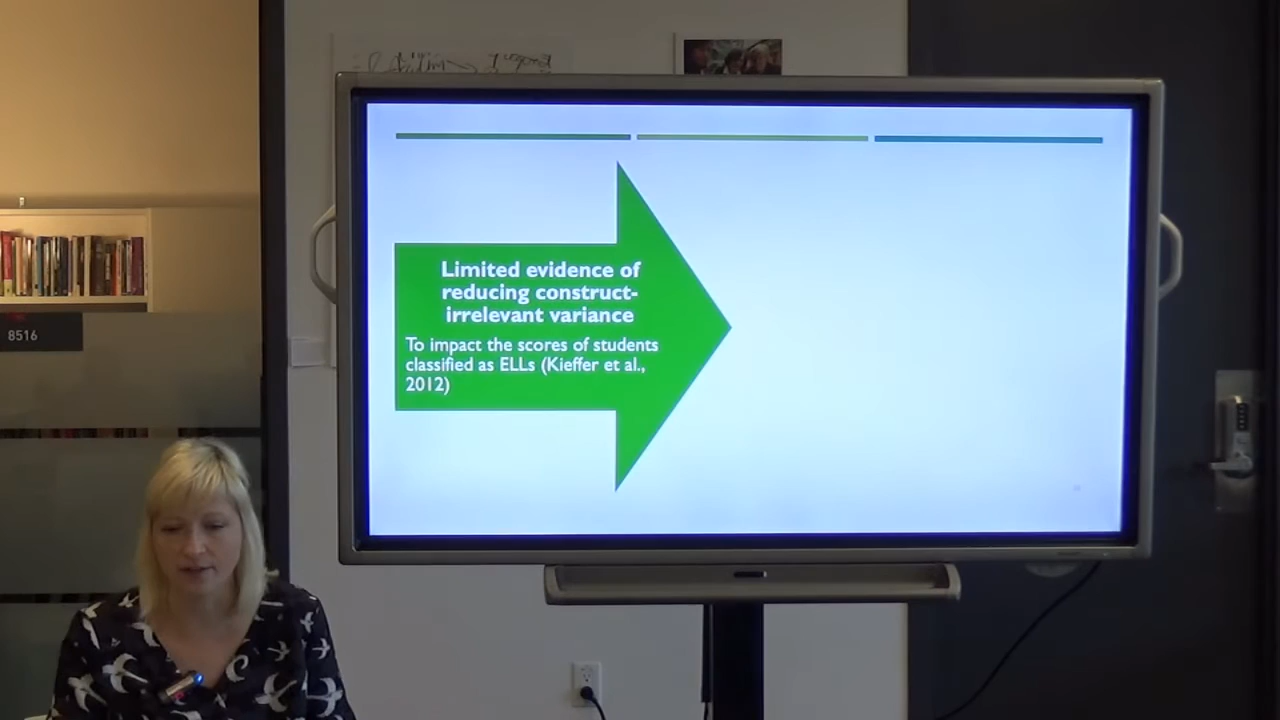 Limited evidence of
reducing construct-
irrelevant variance
To impact the scores of students
classified as ELLs (Kieffer et al.,
2012)
8516